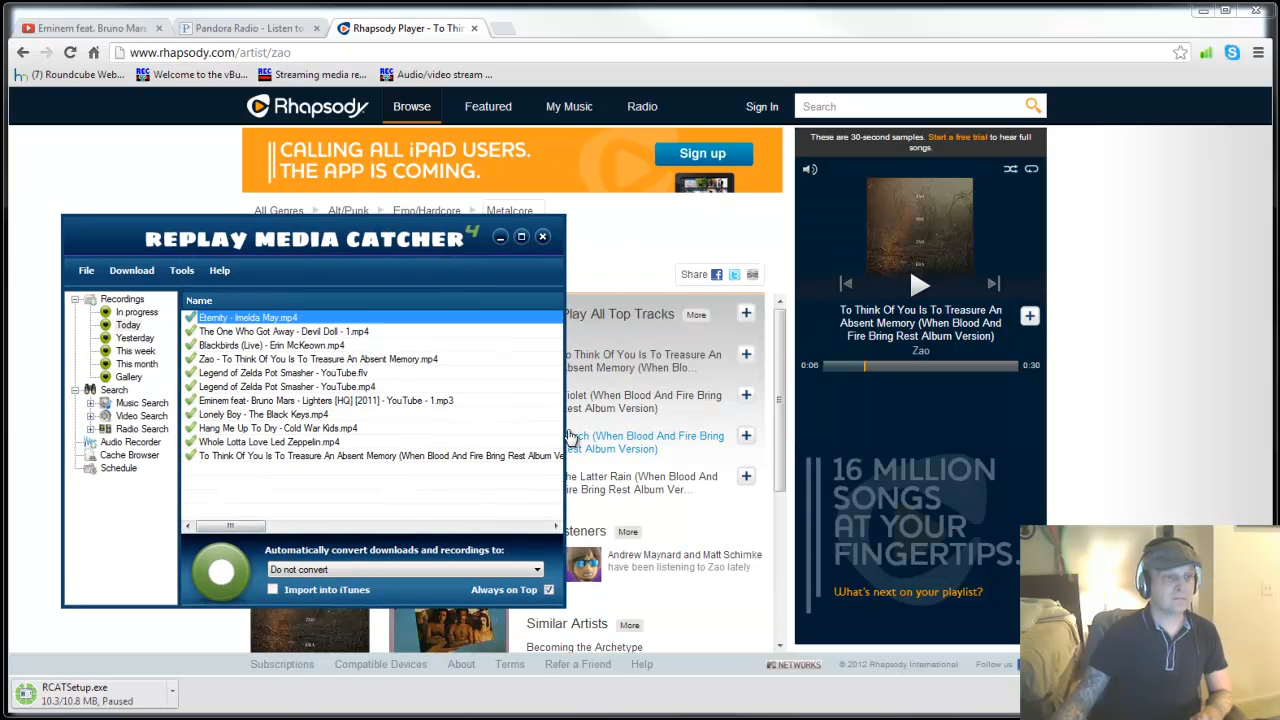 Eminem feat. Bruno Mars
Pandora Radio - Listen to
Rhapsody Player - To Thi
www.rhapsody.com/artist/zao
(7) Roundcube Web...
Welcome to the vBu...
Streaming media re...
Audio/video stream ...
Rhapsody
Browse
Featured
My Music
Radio
Sign In
Search
CALLING ALL iPAD USERS.
THE APP IS COMING.
Sign up
These are 30-second samples. Start a free trial to hear full
songs.
All Genres
Alt/Punk
Emo/Hardcore
Metalcore
REPLAY MEDIA CATCHER 4
File
Download
Tools
Help
Share
Recordings
In progress
Today
Yesterday
This week
This month
Gallery
Search
Music Search
Video Search
Radio Search
Audio Recorder
Cache Browser
Schedule
Name
Eternity - Imelda May.mp4
The One Who Got Away - Devil Doll - 1.mp4
Blackbirds (Live) - Erin McKeown.mp4
Zao - To Think Of You Is To Treasure An Absent Memory.mp4
Legend of Zelda Pot Smasher - YouTube.flv
Legend of Zelda Pot Smasher - YouTube.mp4
Eminem feat- Bruno Mars - Lighters [HQ] [2011] - YouTube - 1.mp3
Lonely Boy - The Black Keys.mp4
Hang Me Up To Dry - Cold War Kids.mp4
Whole Lotta Love Led Zeppelin.mp4
To Think Of You Is To Treasure An Absent Memory (When Blood And Fire Bring Rest Album Ve
Automatically convert downloads and recordings to:
Do not convert
Import into iTunes
Always on Top
Play All Top Tracks
More
o Think Of You Is To Treasure An
Absent Memory (When Blo...
iolet (When Blood And Fire Bring
est Album Version)
rch (When Blood And Fire Bring
est Album Version)
he Latter Rain (When Blood And
ire Bring Rest Album Ver...
steners
More
Andrew Maynard and Matt Schimke
have been listening to Zao lately
Similar Artists
More
Becoming the Archetype
To Think Of You Is To Treasure An
Absent Memory (When Blood And
Fire Bring Rest Album Version)
Zao
0:06
0:30
16 MILLION
SONGS
AT YOUR
FINGERTIPS.
What's next on your playlist?
Subscriptions
Compatible Devices
About
Terms
Refer a Friend
Help
NETWORKS
© 2012 Rhapsody International
Follow us
RCATSetup.exe
10.3/10.8 MB, Paused